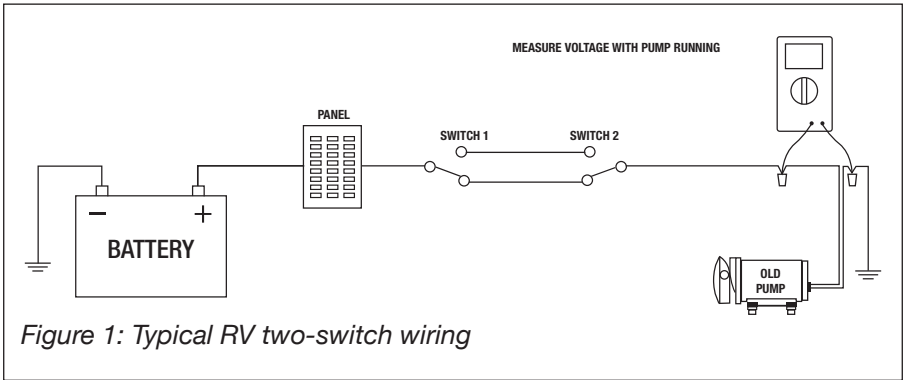 MEASURE VOLTAGE WITH PUMP RUNNING
PANEL
SWITCH 1
SWITCH 2
−
+
BATTERY
OLD
PUMP
Figure 1: Typical RV two-switch wiring